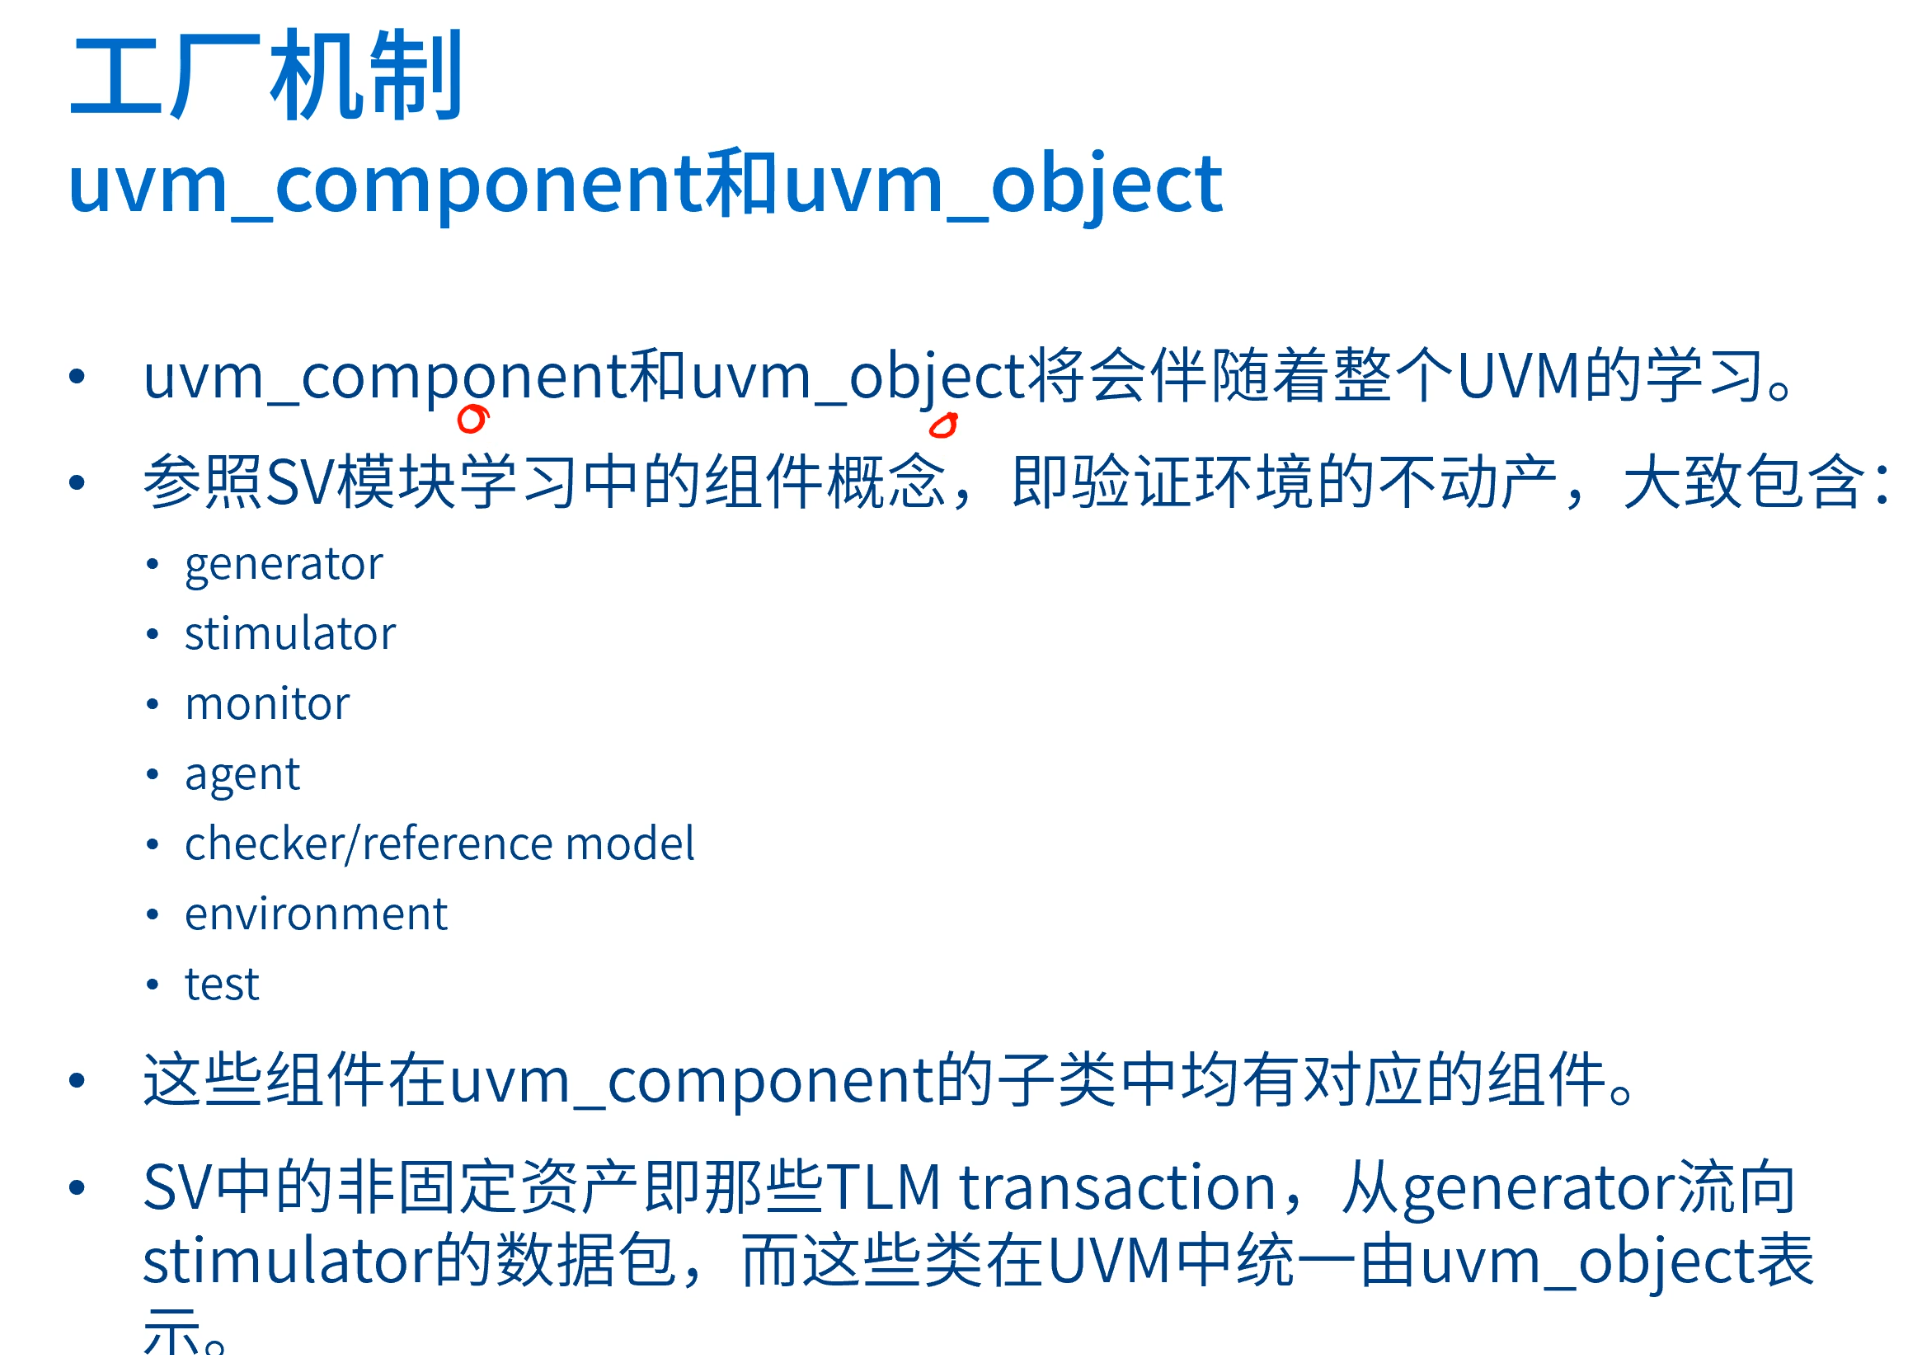 工厂机制
uvm_component和uvm_object
• uvm_component和uvm_object将会伴随着整个UVM的学习。
• 参照SV模块学习中的组件概念，即验证环境的不动产，大致包含：
• generator
• stimulator
• monitor
• agent
• checker/reference model
• environment
• test
• 这些组件在uvm_component的子类中均有对应的组件。
• SV中的非固定资产即那些TLM transaction，从generator流向
stimulator的数据包，而这些类在UVM中统一由uvm_object表
示。